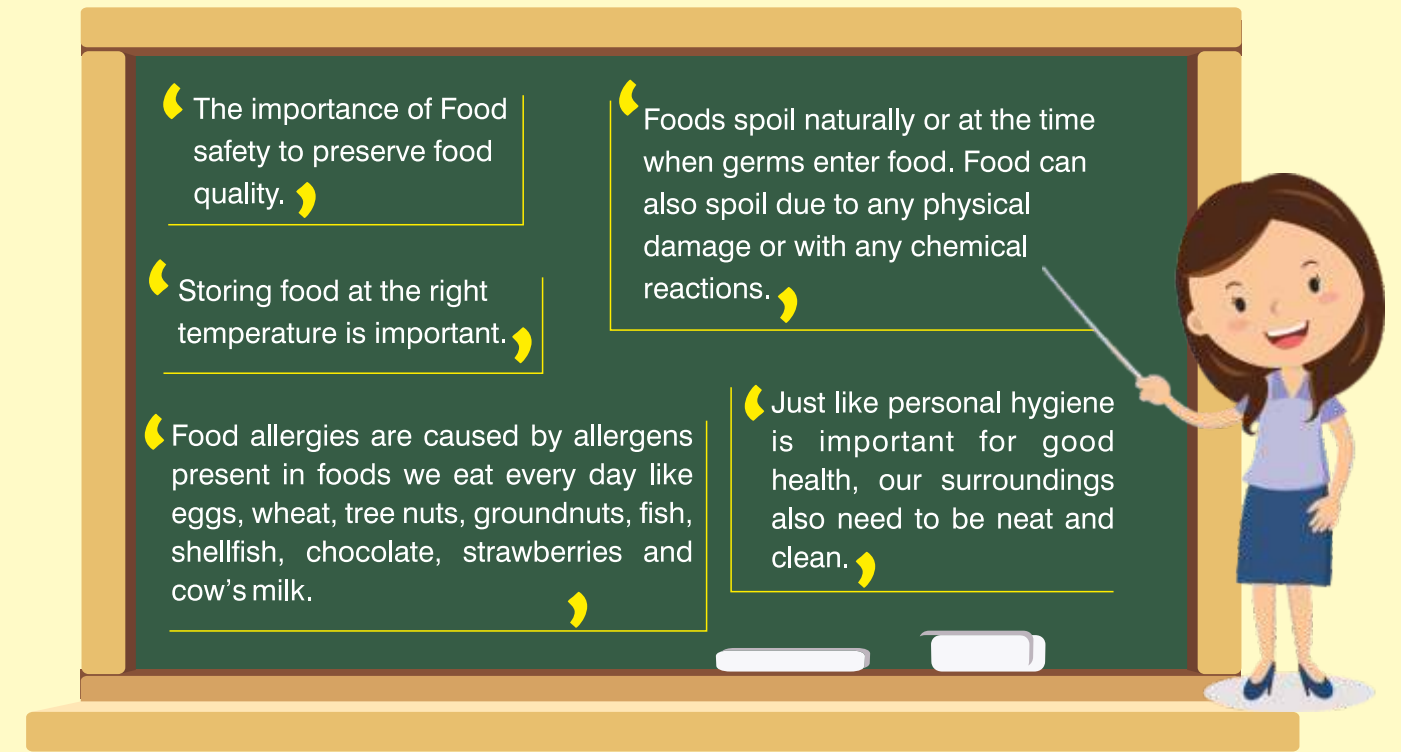 The importance of Food
safety to preserve food
quality.
Foods spoil naturally or at the time
when germs enter food. Food can
also spoil due to any physical
damage or with any chemical
reactions.
Storing food at the right
temperature is important.
Food allergies are caused by allergens
present in foods we eat every day like
eggs, wheat, tree nuts, groundnuts, fish,
shellfish, chocolate, strawberries and
cow's milk.
Just like personal hygiene
is important for good
health, our surroundings
also need to be neat and
clean.